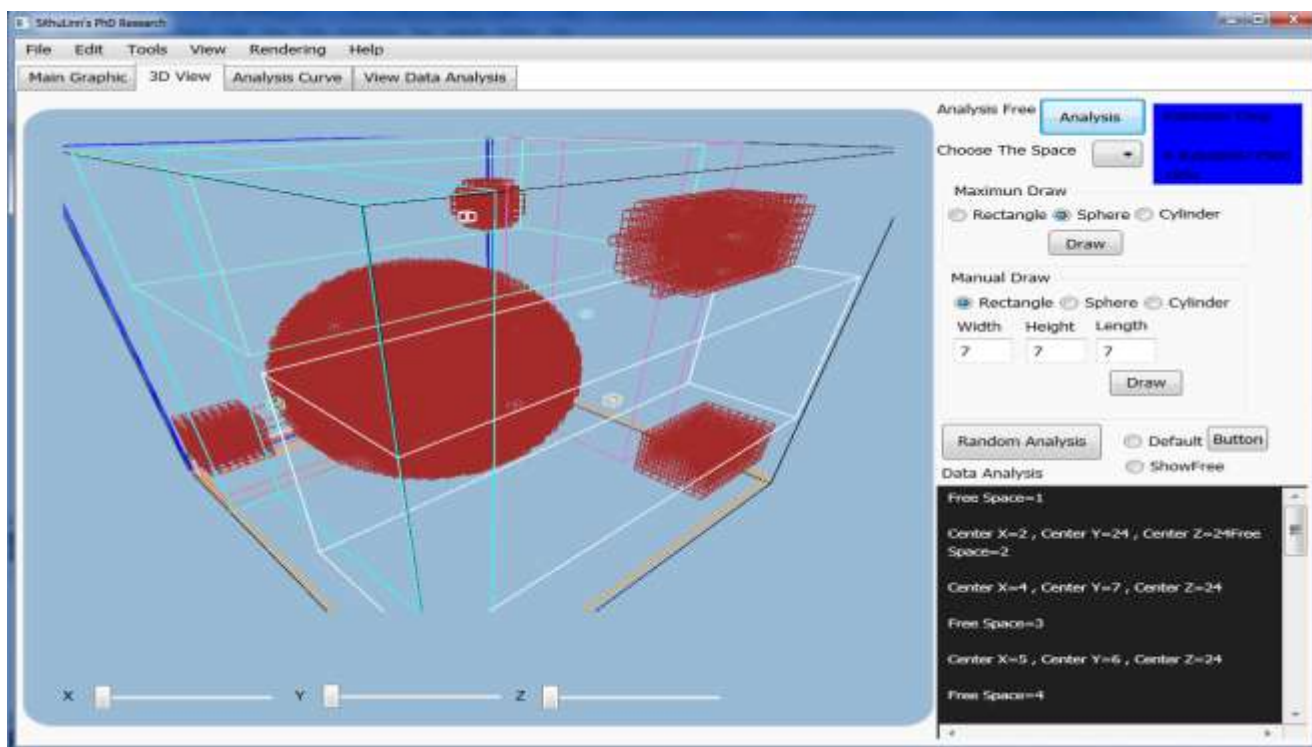 SithuLinn's PhD Research
File Edit Tools View Rendering Help
Main Graphic 3D View Analysis Curve View Data Analysis
Analysis Free Analysis
Choose The Space
Maximun Draw
Rectangle Sphere Cylinder
Draw
Manual Draw
Rectangle Sphere Cylinder
Width Height Length
7 7 7
Draw
Random Analysis Default Button
ShowFree
Data Analysis
Free Space=1
Center X=2 , Center Y=24 , Center Z=24Free
Space=2
Center X=4 , Center Y=7 , Center Z=24
Free Space=3
Center X=5 , Center Y=6 , Center Z=24
Free Space=4
X Y Z